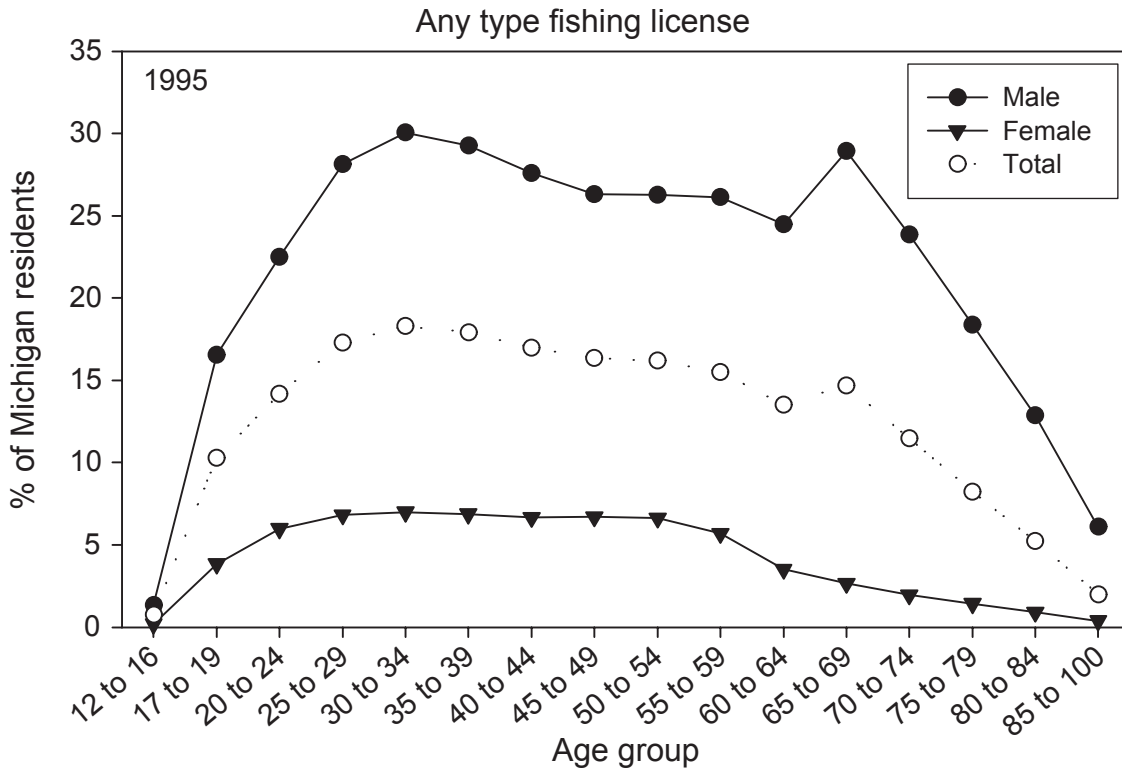 Any type fishing license
35
30
25
20
15
10
5
0
% of Michigan residents
1995
Male
Female
Total
12 to 16
17 to 19
20 to 24
25 to 29
30 to 34
35 to 39
40 to 44
45 to 49
50 to 54
55 to 59
60 to 64
65 to 69
70 to 74
75 to 79
80 to 84
85 to 100
Age group